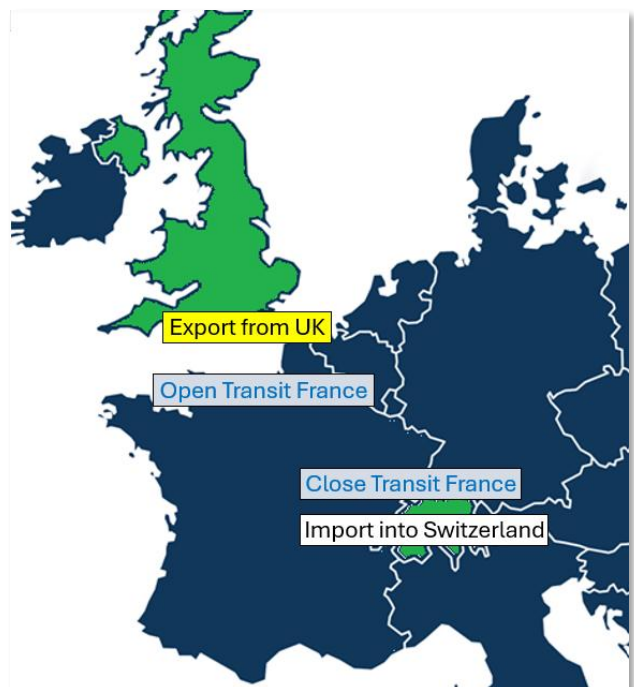 Export from UK
Open Transit France
Close Transit France
Import into Switzerland